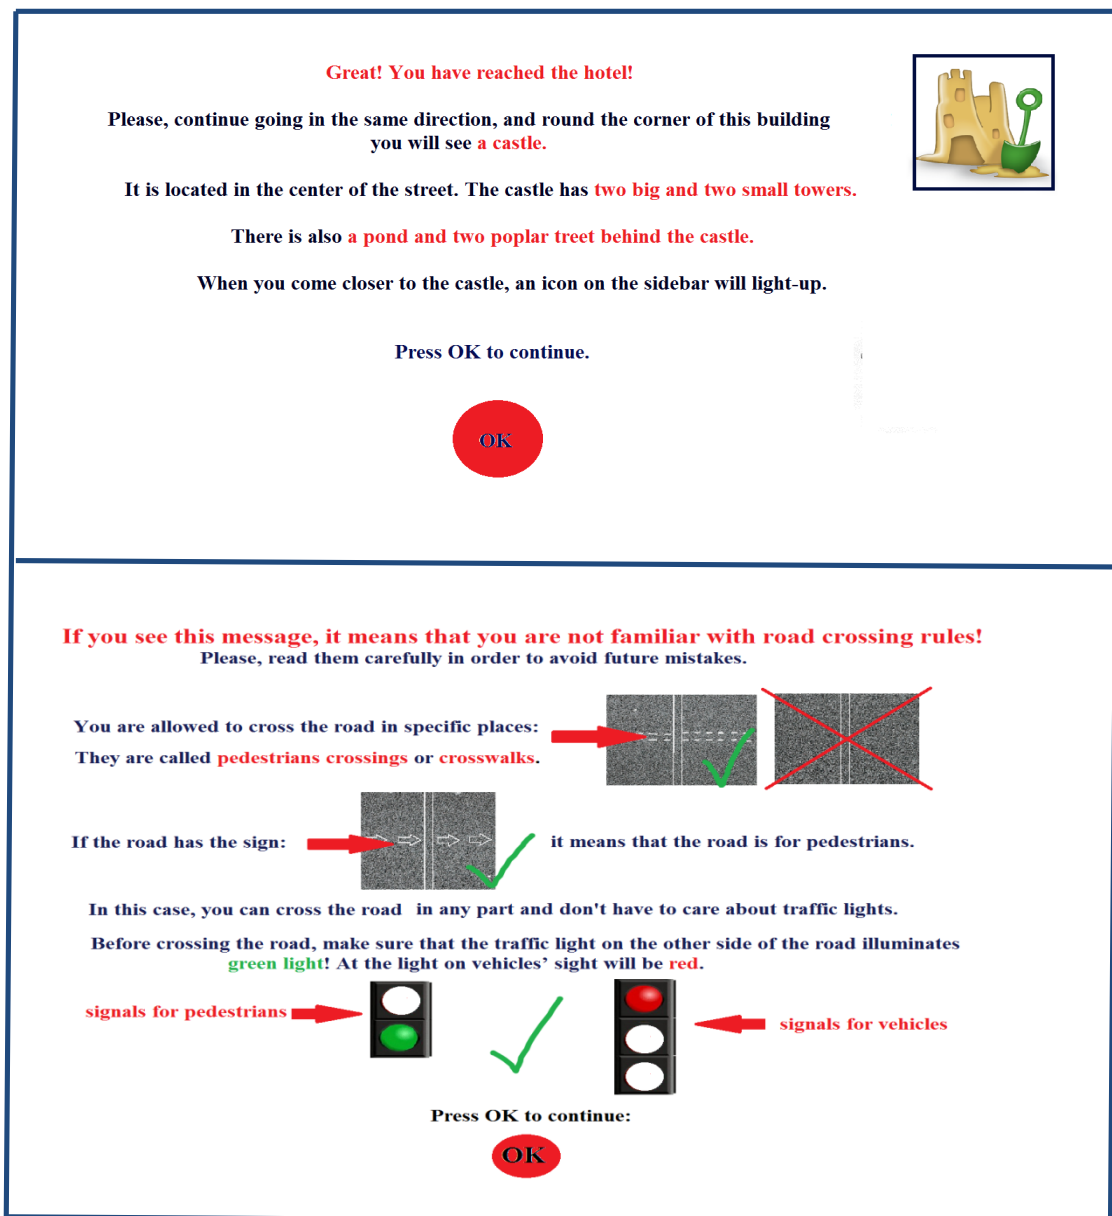 Great! You have reached the hotel!
Please, continue going in the same direction, and round the corner of this building
you will see a castle.
It is located in the center of the street. The castle has two big and two small towers.
There is also a pond and two poplar treet behind the castle.
When you come closer to the castle, an icon on the sidebar will light-up.
Press OK to continue.
OK
If you see this message, it means that you are not familiar with road crossing rules!
Please, read them carefully in order to avoid future mistakes.
You are allowed to cross the road in specific places:
They are called pedestrians crossings or crosswalks.
If the road has the sign: it means that the road is for pedestrians.
In this case, you can cross the road in any part and don't have to care about traffic lights.
Before crossing the road, make sure that the traffic light on the other side of the road illuminates
green light! At the light on vehicles’ sight will be red.
signals for pedestrians
signals for vehicles
Press OK to continue:
OK